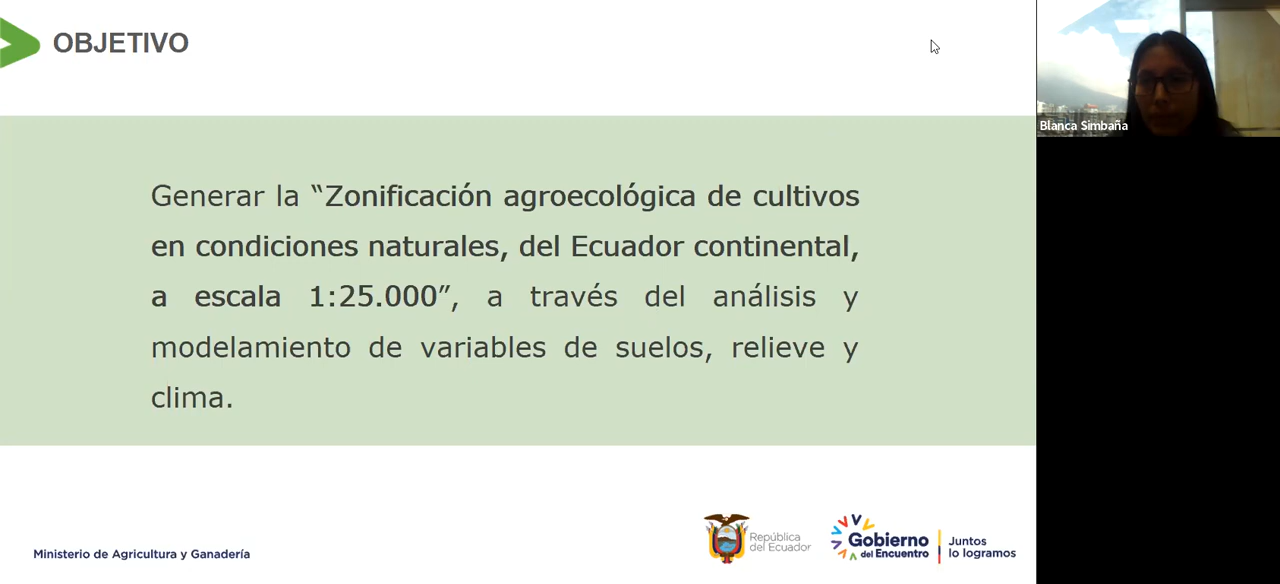 OBJETIVO
Generar la “Zonificación agroecológica de cultivos
en condiciones naturales, del Ecuador continental,
a escala 1:25.000”, a través del análisis y
modelamiento de variables de suelos, relieve y
clima.
Blanca Simbaña
Ministerio de Agricultura y Ganadería
República
del Ecuador
Gobierno
del Encuentro
Juntos
lo logramos